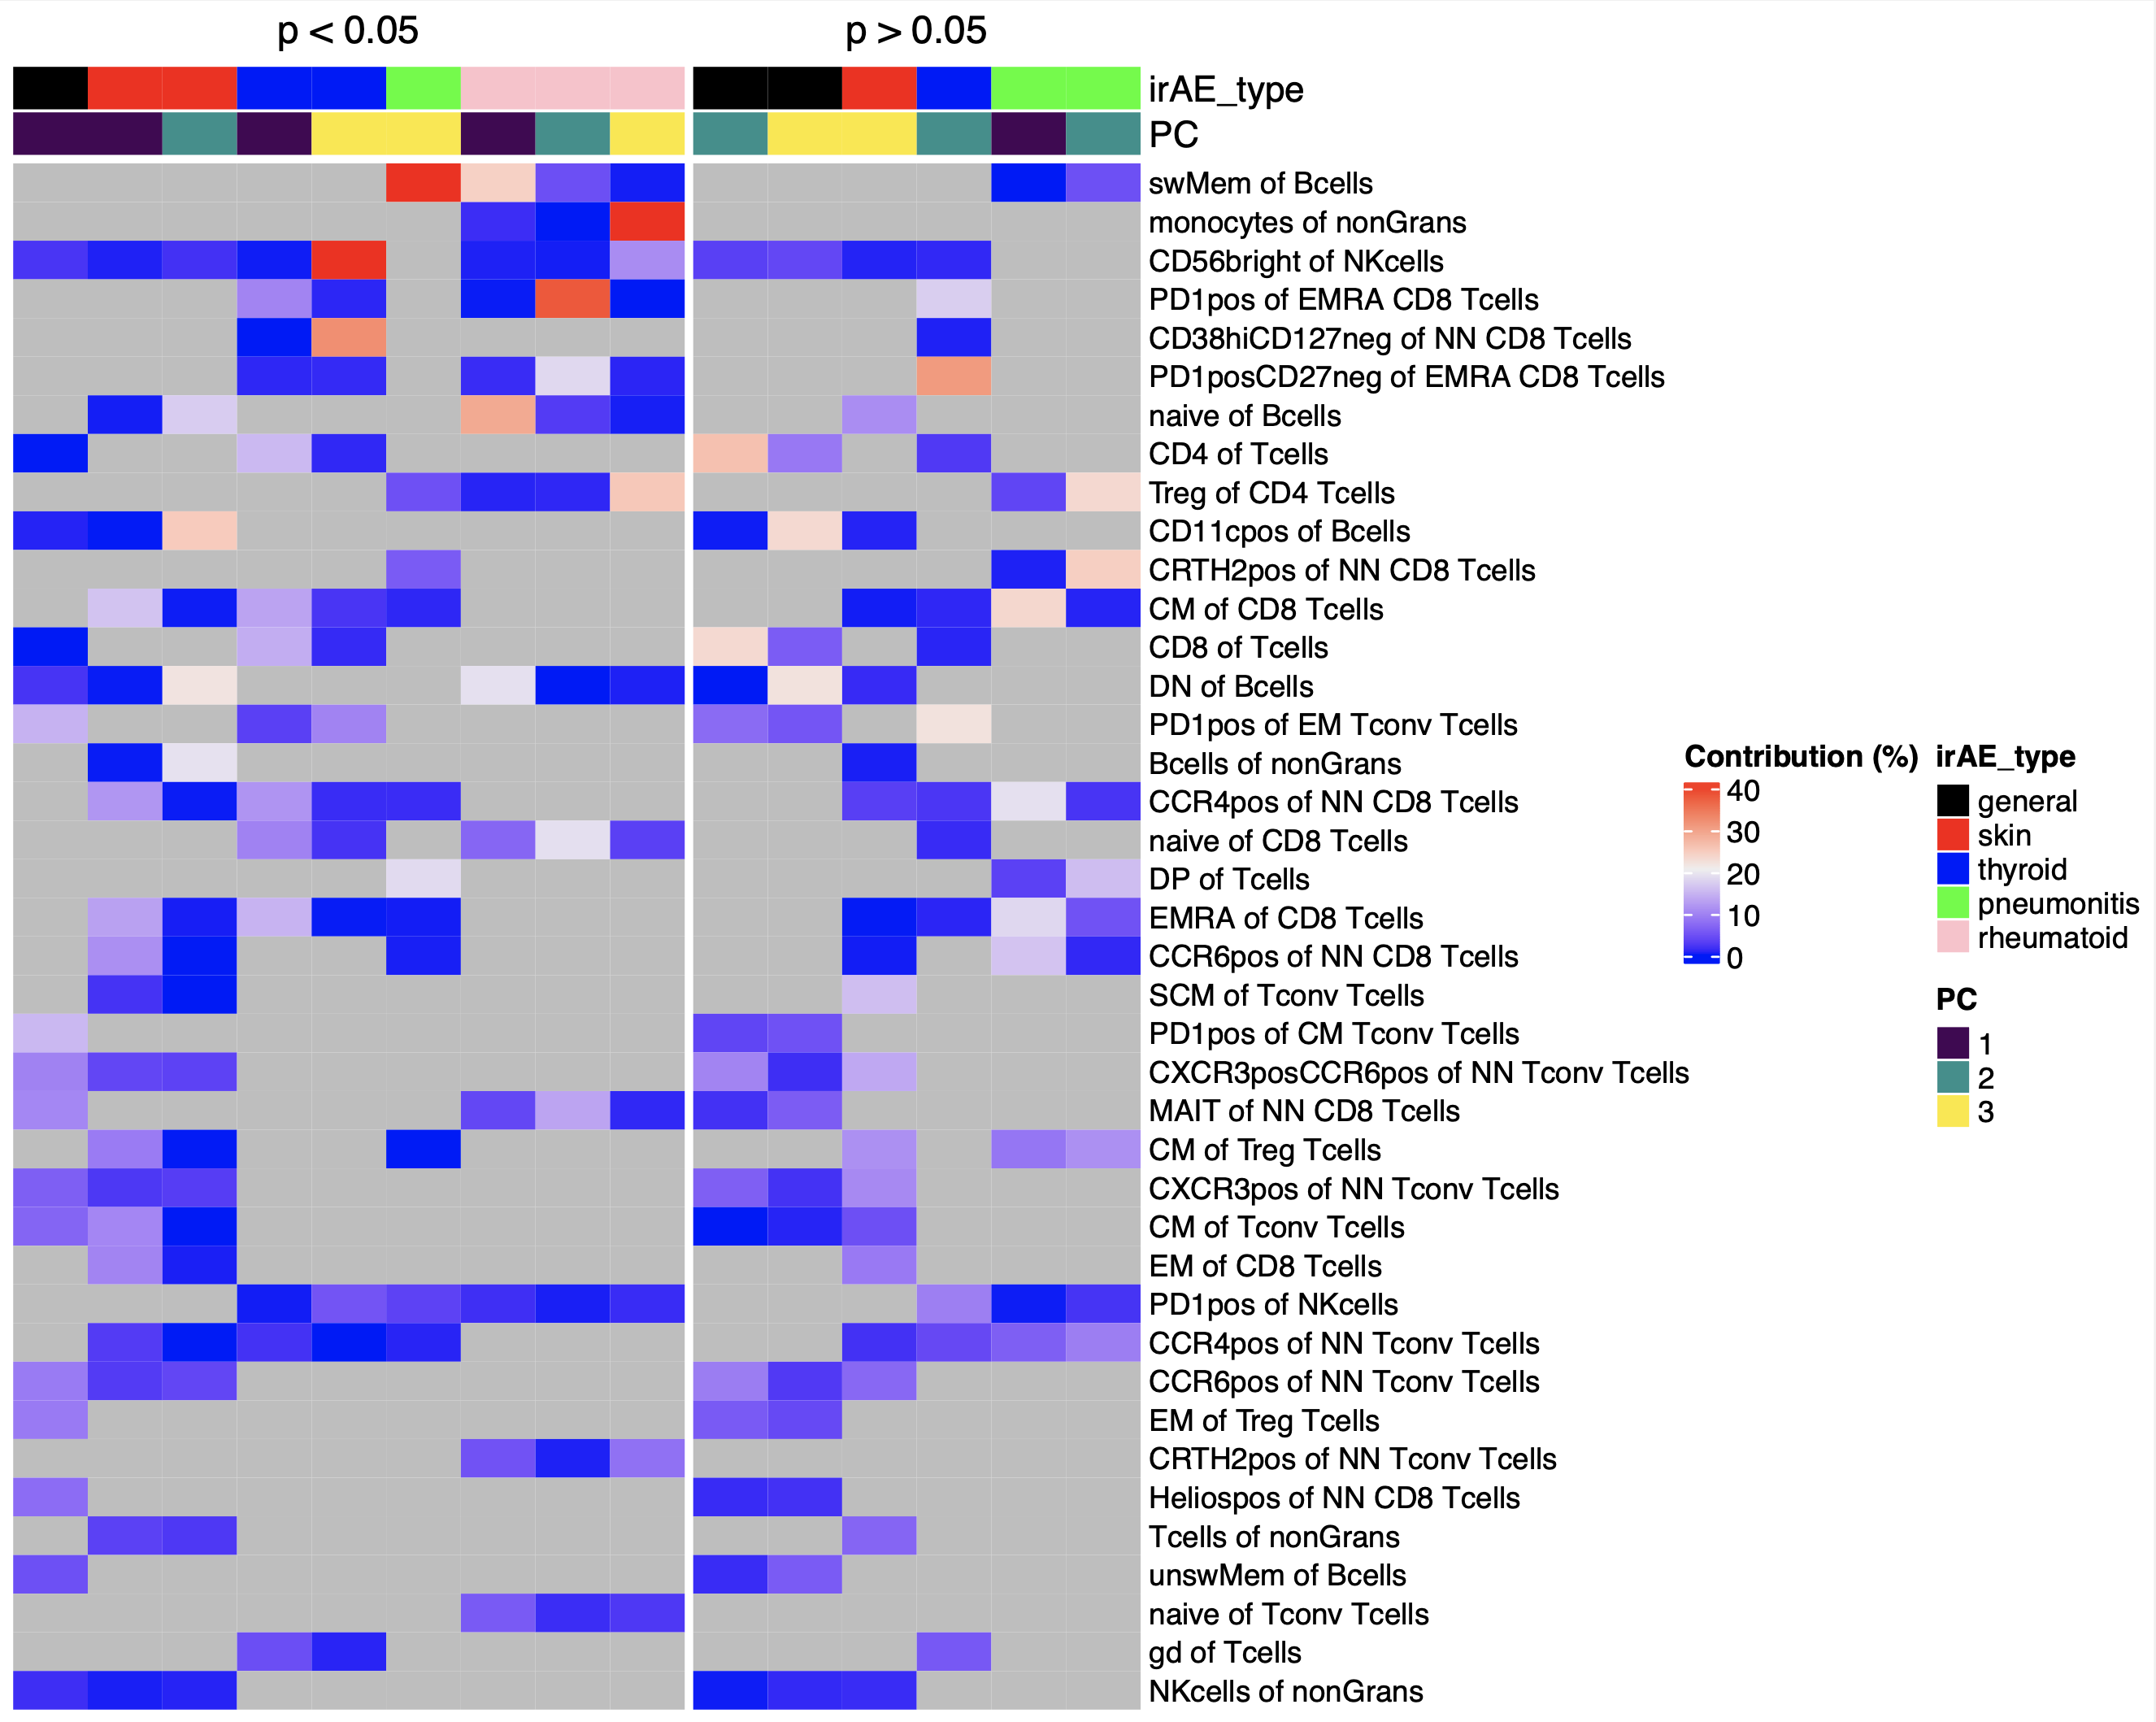 p < 0.05
p > 0.05
irAE_type
PC
swMem of Bcells
monocytes of nonGrans
CD56bright of NKcells
PD1pos of EMRA CD8 Tcells
CD38hiCD127neg of NN CD8 Tcells
PD1posCD27neg of EMRA CD8 Tcells
naive of Bcells
CD4 of Tcells
Treg of CD4 Tcells
CD11cpos of Bcells
CRTH2pos of NN CD8 Tcells
CM of CD8 Tcells
CD8 of Tcells
DN of Bcells
PD1pos of EM Tconv Tcells
Bcells of nonGrans
CCR4pos of NN CD8 Tcells
naive of CD8 Tcells
DP of Tcells
EMRA of CD8 Tcells
CCR6pos of NN CD8 Tcells
SCM of Tconv Tcells
PD1pos of CM Tconv Tcells
CXCR3posCCR6pos of NN Tconv Tcells
MAIT of NN CD8 Tcells
CM of Treg Tcells
CXCR3pos of NN Tconv Tcells
CM of Tconv Tcells
EM of CD8 Tcells
PD1pos of NKcells
CCR4pos of NN Tconv Tcells
CCR6pos of NN Tconv Tcells
EM of Treg Tcells
CRTH2pos of NN Tconv Tcells
Heliospos of NN CD8 Tcells
Tcells of nonGrans
unswMem of Bcells
naive of Tconv Tcells
gd of Tcells
NKcells of nonGrans
Contribution (%)
40
30
20
10
0
irAE_type
general
skin
thyroid
pneumonitis
rheumatoid
PC
1
2
3